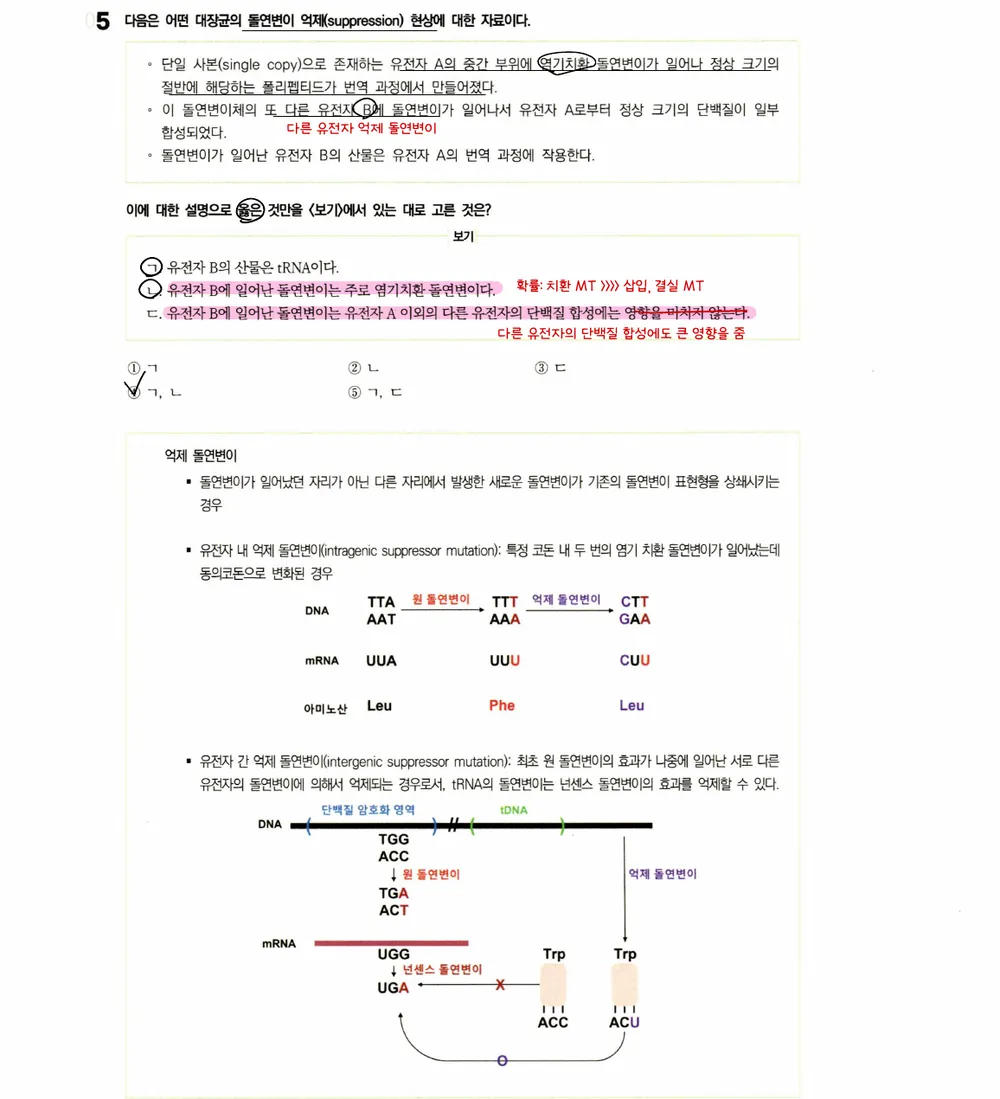 05 다음은 어떤 대장균의 돌연변이 억제(suppression) 현상에 대한 자료이다.
◦ 단일 사본(single copy)으로 존재하는 유전자 A의 중간 부위에 염기치환 돌연변이가 일어나 정상 크기의
절반에 해당하는 폴리펩티드가 번역 과정에서 만들어졌다.
◦ 이 돌연변이체의 또 다른 유전자 B에 돌연변이가 일어나서 유전자 A로부터 정상 크기의 단백질이 일부
합성되었다.
다른 유전자 억제 돌연변이
◦ 돌연변이가 일어난 유전자 B의 산물은 유전자 A의 번역 과정에 작용한다.
이에 대한 설명으로 옳은 것만을 <보기>에서 있는 대로 고른 것은?
보기
ㄱ. 유전자 B의 산물은 tRNA이다.
ㄴ. 유전자 B에 일어난 돌연변이는 주로 염기치환 돌연변이다.
확률: 치환 MT >>>> 삽입, 결실 MT
ㄷ. 유전자 B에 일어난 돌연변이는 유전자 A 이외의 다른 유전자의 단백질 합성에는 영향을 미치지 않는다.
다른 유전자의 단백질 합성에도 큰 영향을 줌
① ㄱ ② ㄴ ③ ㄷ
④ ㄱ, ㄴ ⑤ ㄱ, ㄷ
억제 돌연변이
▪ 돌연변이가 일어났던 자리가 아닌 다른 자리에서 발생한 새로운 돌연변이가 기존의 돌연변이 표현형을 상쇄시키는
경우
▪ 유전자 내 억제 돌연변이(intragenic suppressor mutation): 특정 코돈 내 두 번의 염기 치환 돌연변이가 일어났는데
동의코돈으로 변화된 경우
DNA TTA 원 돌연변이 TTT 억제 돌연변이 CTT
AAT AAA GAA
mRNA UUA UUU CUU
아미노산 Leu Phe Leu
▪ 유전자 간 억제 돌연변이(intergenic suppressor mutation): 최초 원 돌연변이의 효과가 나중에 일어난 서로 다른
유전자의 돌연변이에 의해서 억제되는 경우로서, tRNA의 돌연변이는 넌센스 돌연변이의 효과를 억제할 수 있다.
단백질 암호화 영역 tDNA
DNA
TGG
ACC
원 돌연변이 억제 돌연변이
TGA
ACT
mRNA
UGG Trp Trp
넌센스 돌연변이
UGA X
ACC ACU
O